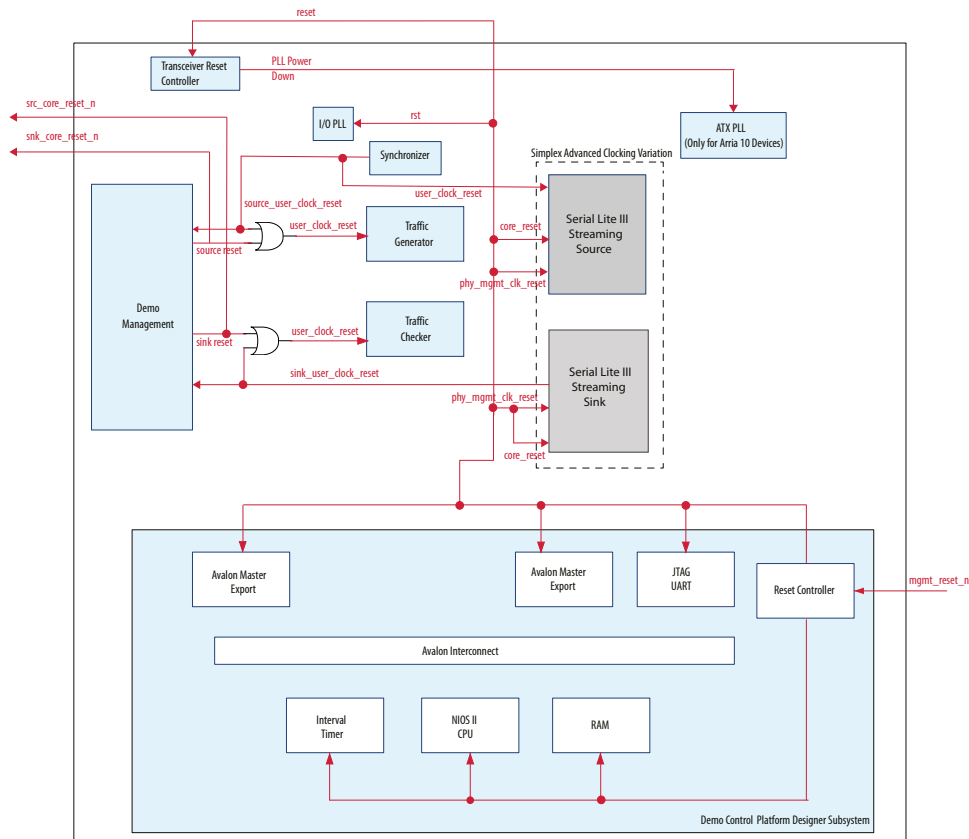 reset
Transceiver Reset
Controller
PLL Power
Down
src_core_reset_n
snk_core_reset_n
I/O PLL
rst
ATX PLL
(Only for Arria 10 Devices)
Synchronizer
Simplex Advanced Clocking Variation
user_clock_reset
source_user_clock_reset
user_clock_reset
source reset
Traffic
Generator
core_reset
Serial Lite III
Streaming
Source
phy_mgmt_clk_reset
Demo
Management
sink reset
user_clock_reset
Traffic
Checker
sink_user_clock_reset
phy_mgmt_clk_reset
Serial Lite III
Streaming
Sink
core_reset
Avalon Master
Export
Avalon Master
Export
JTAG
UART
Reset Controller
mgmt_reset_n
Avalon Interconnect
Interval
Timer
NIOS II
CPU
RAM
Demo Control Platform Designer Subsystem